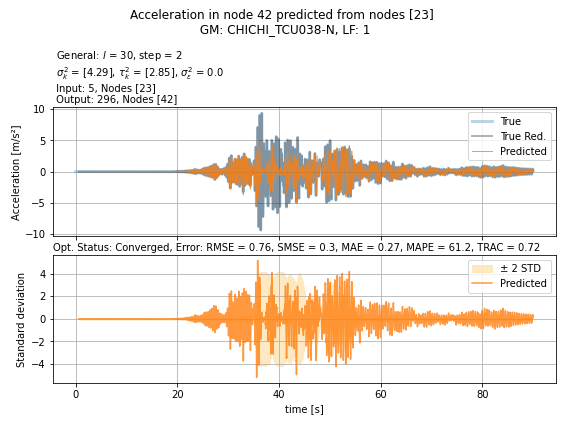 Acceleration in node 42 predicted from nodes [23]
GM: CHICHI_TCU038-N, LF: 1
General: l = 30, step = 2
σ²ₖ = [4.29], τ²ₖ = [2.85], σ²ε = 0.0
Input: 5, Nodes [23]
Output: 296, Nodes [42]
Acceleration [m/s²]
10
5
0
−5
−10
True
True Red.
Predicted
Opt. Status: Converged, Error: RMSE = 0.76, SMSE = 0.3, MAE = 0.27, MAPE = 61.2, TRAC = 0.72
Standard deviation
4
2
0
−2
−4
± 2 STD
Predicted
0 20 40 60 80
time [s]